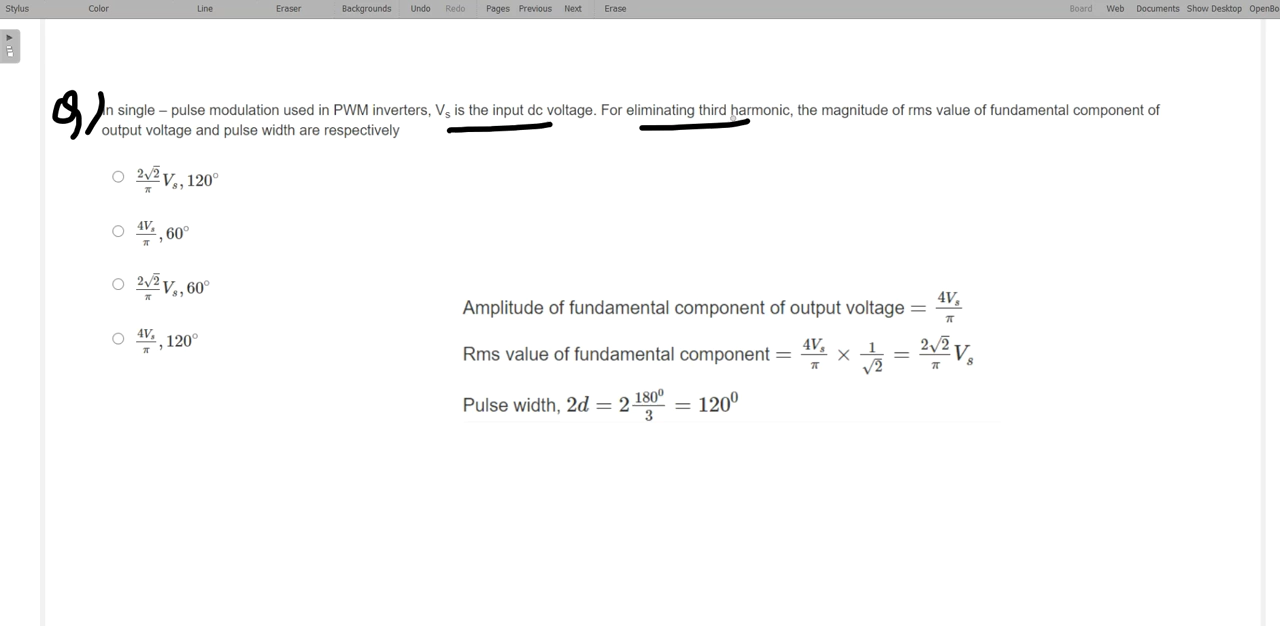 Stylus Color Line Eraser Backgrounds Undo Redo Pages Previous Next Erase Board Web Documents Show Desktop OpenBo
Q) In single – pulse modulation used in PWM inverters, Vₛ is the input dc voltage. For eliminating third harmonic, the magnitude of rms value of fundamental component of
output voltage and pulse width are respectively
2√2/π Vₛ, 120°
4Vₛ/π, 60°
2√2/π Vₛ, 60°
4Vₛ/π, 120°
Amplitude of fundamental component of output voltage = 4Vₛ/π
Rms value of fundamental component = 4Vₛ/π × 1/√2 = 2√2/π Vₛ
Pulse width, 2d = 2 180⁰/3 = 120⁰